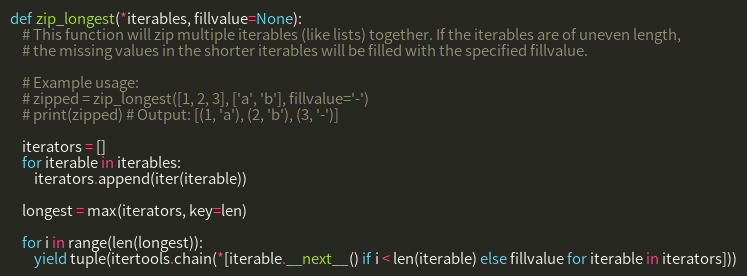 def zip_longest(*iterables, fillvalue=None):
# This function will zip multiple iterables (like lists) together. If the iterables are of uneven length,
# the missing values in the shorter iterables will be filled with the specified fillvalue.
# Example usage:
# zipped = zip_longest([1, 2, 3], ['a', 'b'], fillvalue='-')
# print(zipped) # Output: [(1, 'a'), (2, 'b'), (3, '-')]
iterators = []
for iterable in iterables:
iterators.append(iter(iterable))
longest = max(iterators, key=len)
for i in range(len(longest)):
yield tuple(itertools.chain(*[iterable.__next__() if i < len(iterable) else fillvalue for iterable in iterators]))